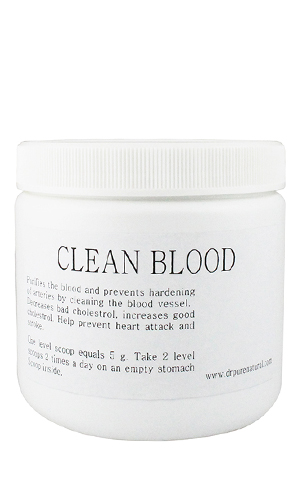 CLEAN BLOOD
Purifies the blood and prevents hardening
of arteries by cleaning the blood vessel.
Decreases bad cholestrol, increases good
cholestrol. Help prevent heart attack and
stroke.
One level scoop equals 5 g. Take 2 level
scoops 2 times a day on an empty stomach
Scoop inside.
www.drpurenatural.com